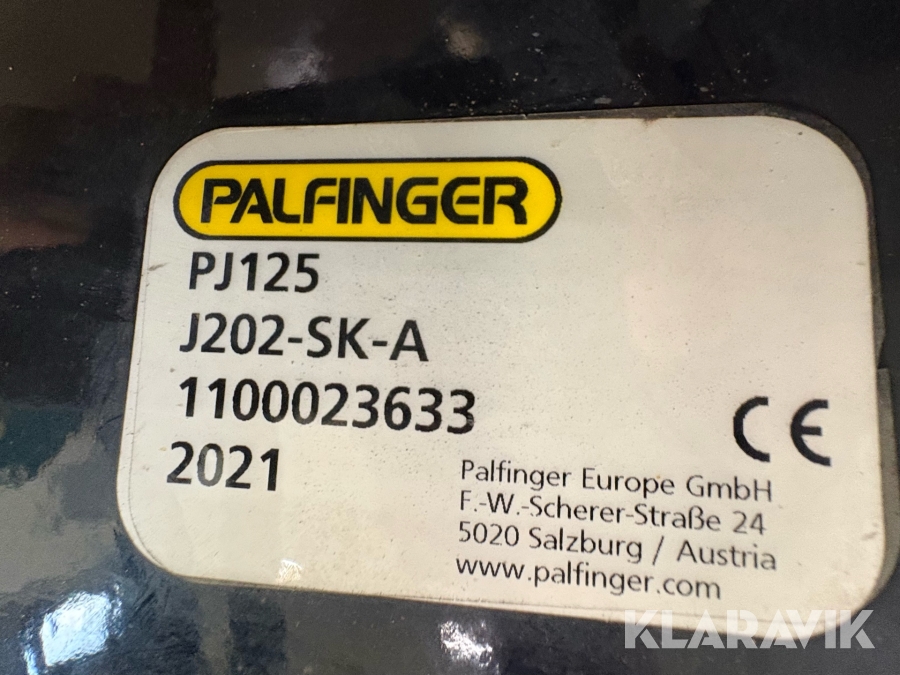 PALFINGER
PJ125
J202-SK-A
1100023633
2021
CE
Palfinger Europe GmbH
F.-W.-Scherer-Straße 24
5020 Salzburg / Austria
www.palfinger.com
KLARAVIK